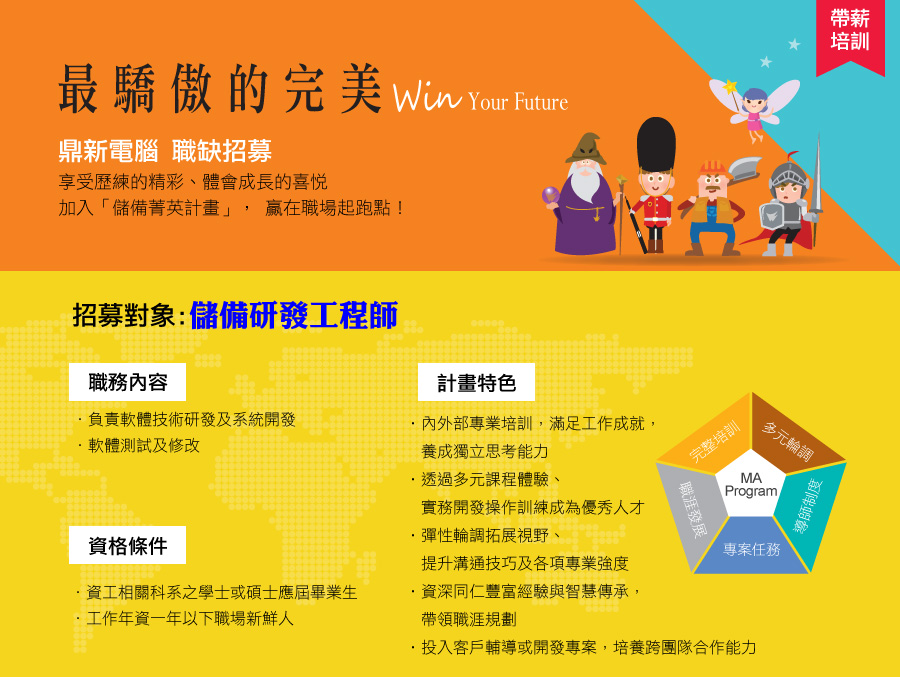 帶薪
培訓
最驕傲的完美 Win Your Future
鼎新電腦 職缺招募
享受歷練的精彩、體會成長的喜悅
加入「儲備菁英計畫」， 贏在職場起跑點！
招募對象:儲備研發工程師
職務內容
·負責軟體技術研發及系統開發
·軟體測試及修改
資格條件
·資工相關科系之學士或碩士應屆畢業生
·工作年資一年以下職場新鮮人
計畫特色
·內外部專業培訓，滿足工作成就，
養成獨立思考能力
·透過多元課程體驗、
實務開發操作訓練成為優秀人才
·彈性輪調拓展視野、
提升溝通技巧及各項專業強度
·資深同仁豐富經驗與智慧傳承，
帶領職涯規劃
·投入客戶輔導或開發專案，培養跨團隊合作能力
完整培訓
多元輪調
職涯發展
MA
Program
導師制度
專案任務